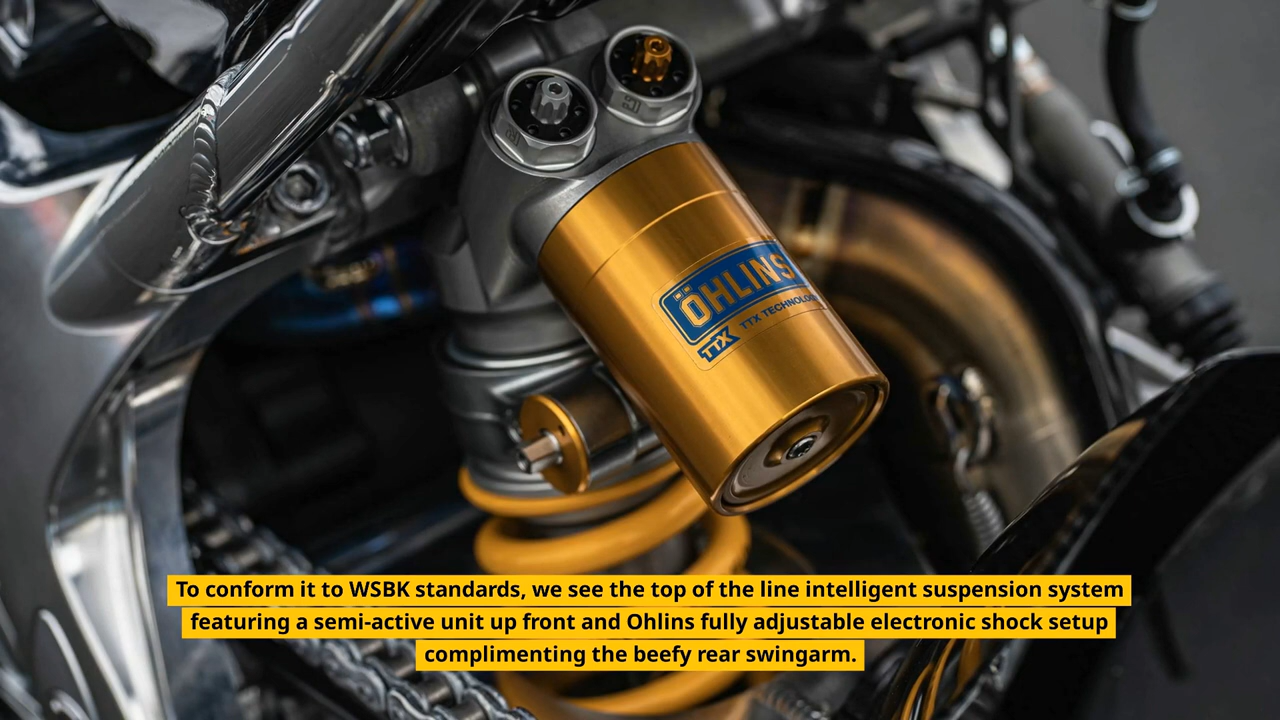 ÖHLINS
TTX TTX TECHNOLOGY
To conform it to WSBK standards, we see the top of the line intelligent suspension system
featuring a semi-active unit up front and Ohlins fully adjustable electronic shock setup
complimenting the beefy rear swingarm.